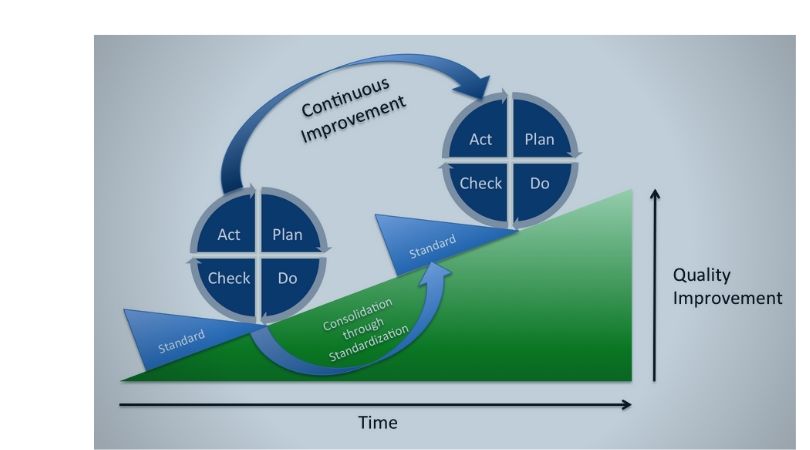 Continuous
Improvement
Act
Plan
Check
Do
Act
Plan
Check
Do
Standard
Standard
Consolidation
through
Standardization
Quality
Improvement
Time